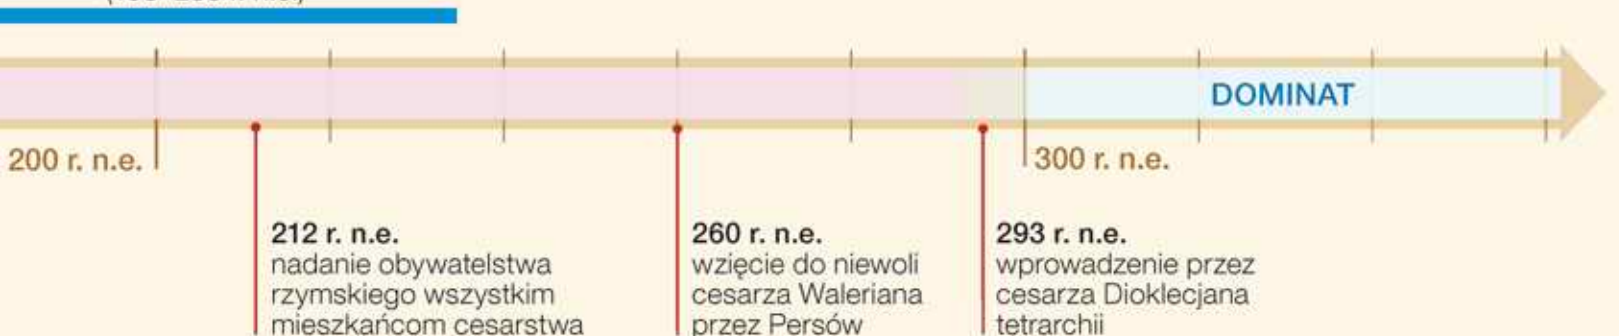 DOMINAT
200 r. n.e.
300 r. n.e.
212 r. n.e.
nadanie obywatelstwa
rzymskiego wszystkim
mieszkańcom cesarstwa
260 r. n.e.
wzięcie do niewoli
cesarza Waleriana
przez Persów
293 r. n.e.
wprowadzenie przez
cesarza Dioklecjana
tetrarchii